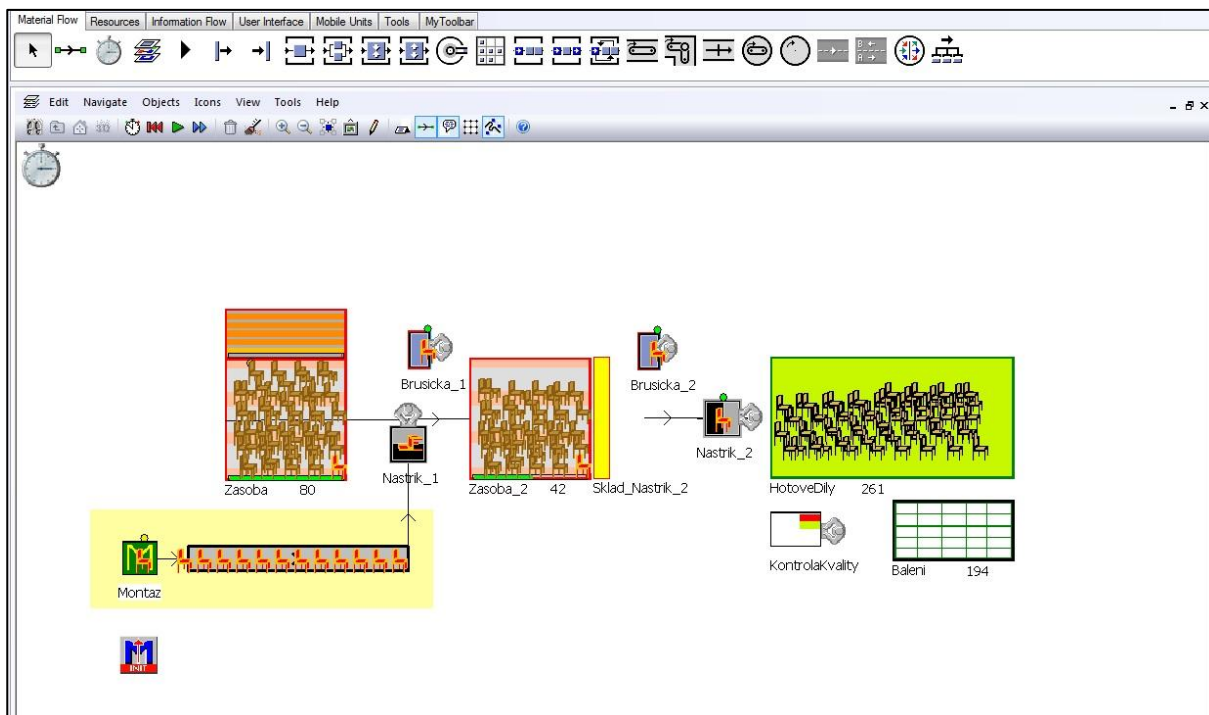 Material Flow Resources Information Flow User Interface Mobile Units Tools MyToolbar
Edit Navigate Objects Icons View Tools Help
Brusicka_1
Brusicka_2
Nastrik_1
Nastrik_2
Zasoba 80
Zasoba_2 42
Sklad_Nastrik_2
HotoveDily 261
KontrolaKvality
Baleni 194
Montaz
INIT